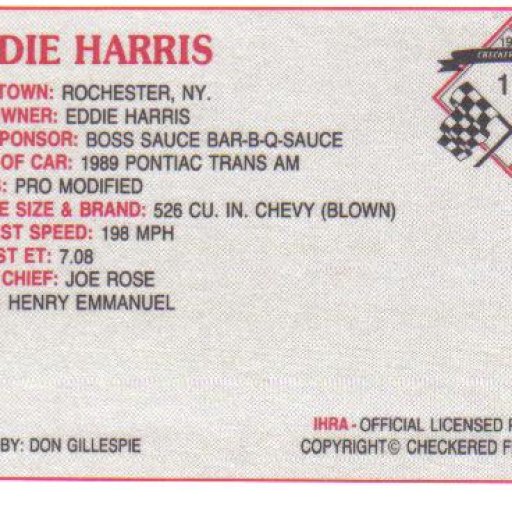 DIE HARRIS
TOWN: ROCHESTER, NY.
WNER: EDDIE HARRIS
PONSOR: BOSS SAUCE BAR-B-Q-SAUCE
OF CAR: 1989 PONTIAC TRANS AM
: PRO MODIFIED
E SIZE & BRAND: 526 CU. IN. CHEVY (BLOWN)
ST SPEED: 198 MPH
ST ET: 7.08
CHIEF: JOE ROSE
HENRY EMMANUEL
BY: DON GILLESPIE
IHRA - OFFICIAL LICENSED
COPYRIGHT© CHECKERED F
19
1